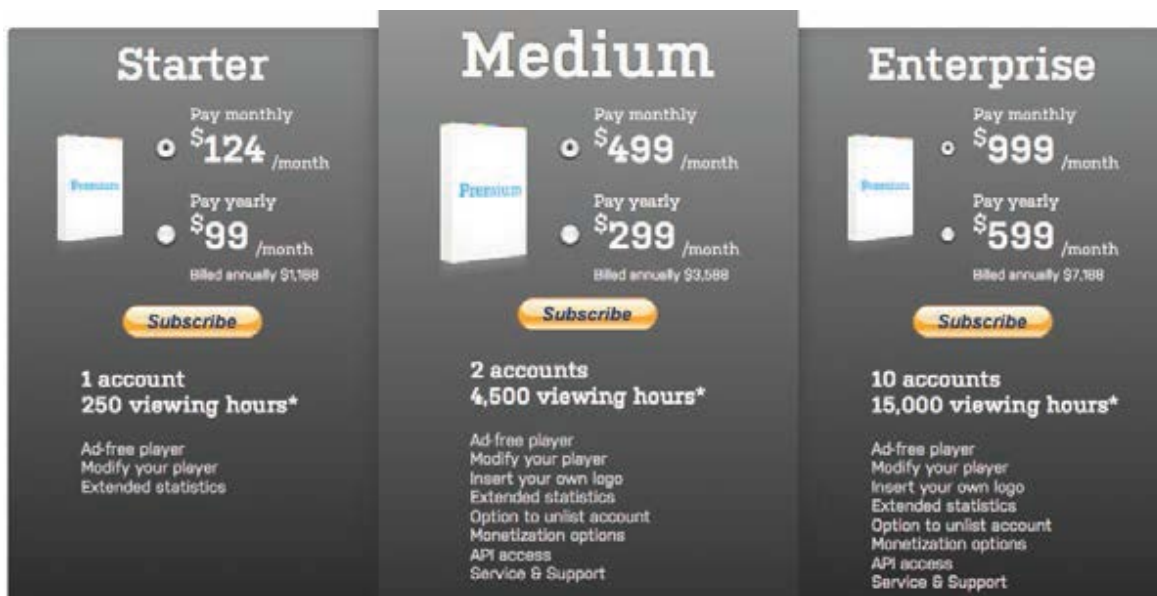 Starter
Pay monthly
$124 /month
Premium
Pay yearly
$99 /month
Billed annually $1,188
Subscribe
1 account
250 viewing hours*
Ad-free player
Modify your player
Extended statistics
Medium
Pay monthly
$499 /month
Premium
Pay yearly
$299 /month
Billed annually $3,588
Subscribe
2 accounts
4,500 viewing hours*
Ad-free player
Modify your player
Insert your own logo
Extended statistics
Option to unlist account
Monetization options
API access
Service & Support
Enterprise
Pay monthly
$999 /month
Premium
Pay yearly
$599 /month
Billed annually $7,188
Subscribe
10 accounts
15,000 viewing hours*
Ad-free player
Modify your player
Insert your own logo
Extended statistics
Option to unlist account
Monetization options
API access
Service & Support